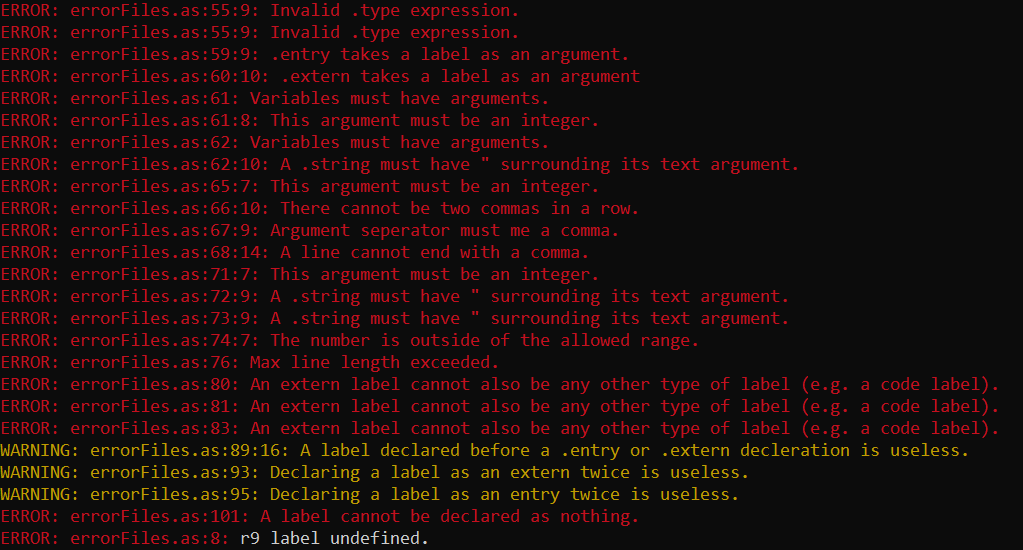 ERROR: errorFiles.as:55:9: Invalid .type expression.
ERROR: errorFiles.as:55:9: Invalid .type expression.
ERROR: errorFiles.as:59:9: .entry takes a label as an argument.
ERROR: errorFiles.as:60:10: .extern takes a label as an argument
ERROR: errorFiles.as:61: Variables must have arguments.
ERROR: errorFiles.as:61:8: This argument must be an integer.
ERROR: errorFiles.as:62: Variables must have arguments.
ERROR: errorFiles.as:62:10: A .string must have " surrounding its text argument.
ERROR: errorFiles.as:65:7: This argument must be an integer.
ERROR: errorFiles.as:66:10: There cannot be two commas in a row.
ERROR: errorFiles.as:67:9: Argument seperator must me a comma.
ERROR: errorFiles.as:68:14: A line cannot end with a comma.
ERROR: errorFiles.as:71:7: This argument must be an integer.
ERROR: errorFiles.as:72:9: A .string must have " surrounding its text argument.
ERROR: errorFiles.as:73:9: A .string must have " surrounding its text argument.
ERROR: errorFiles.as:74:7: The number is outside of the allowed range.
ERROR: errorFiles.as:76: Max line length exceeded.
ERROR: errorFiles.as:80: An extern label cannot also be any other type of label (e.g. a code label).
ERROR: errorFiles.as:81: An extern label cannot also be any other type of label (e.g. a code label).
ERROR: errorFiles.as:83: An extern label cannot also be any other type of label (e.g. a code label).
WARNING: errorFiles.as:89:16: A label declared before a .entry or .extern decleration is useless.
WARNING: errorFiles.as:93: Declaring a label as an extern twice is useless.
WARNING: errorFiles.as:95: Declaring a label as an entry twice is useless.
ERROR: errorFiles.as:101: A label cannot be declared as nothing.
ERROR: errorFiles.as:8: r9 label undefined.